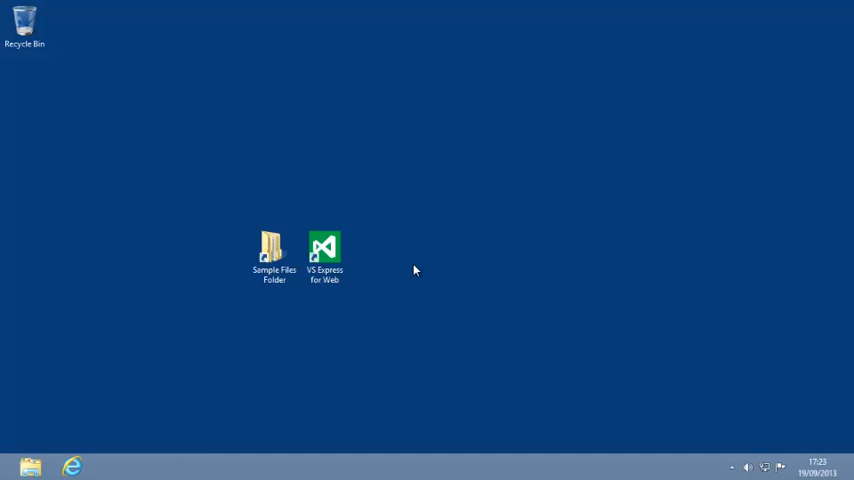 Recycle Bin
Sample Files
Folder
VS Express
for Web
17:23
19/09/2013